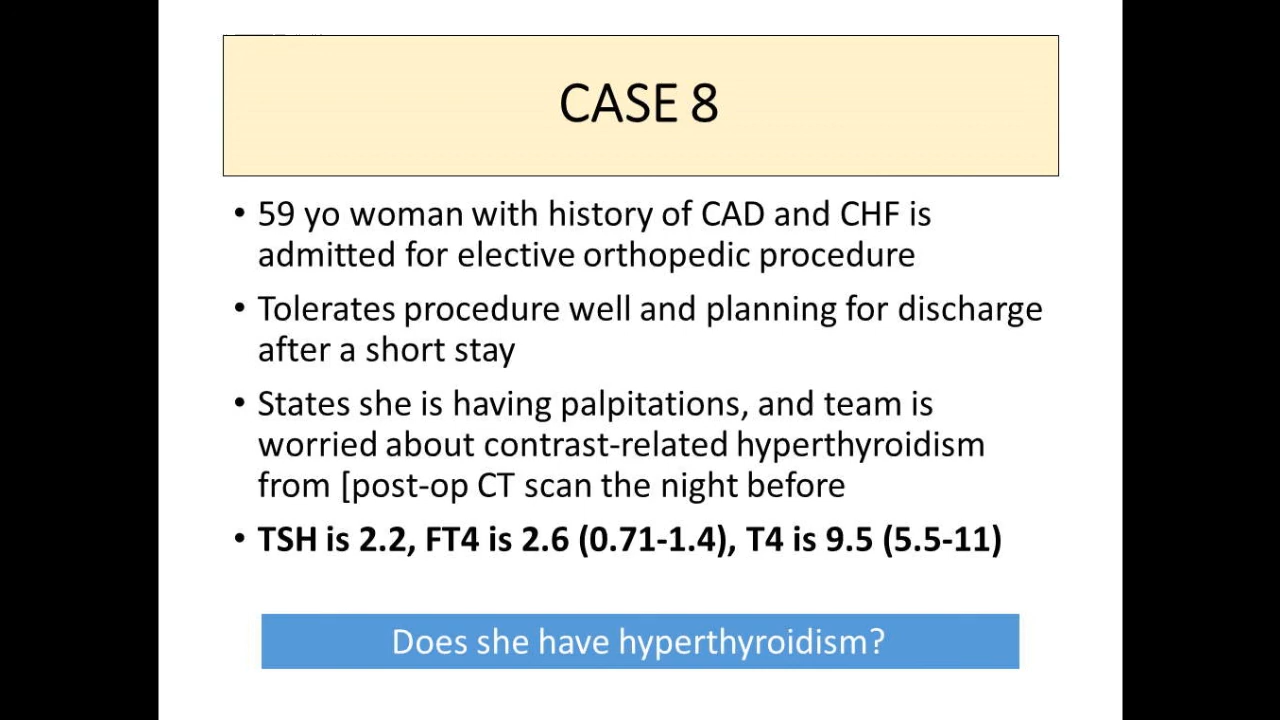 CASE 8
• 59 yo woman with history of CAD and CHF is
admitted for elective orthopedic procedure
• Tolerates procedure well and planning for discharge
after a short stay
• States she is having palpitations, and team is
worried about contrast-related hyperthyroidism
from [post-op CT scan the night before
• TSH is 2.2, FT4 is 2.6 (0.71-1.4), T4 is 9.5 (5.5-11)
Does she have hyperthyroidism?